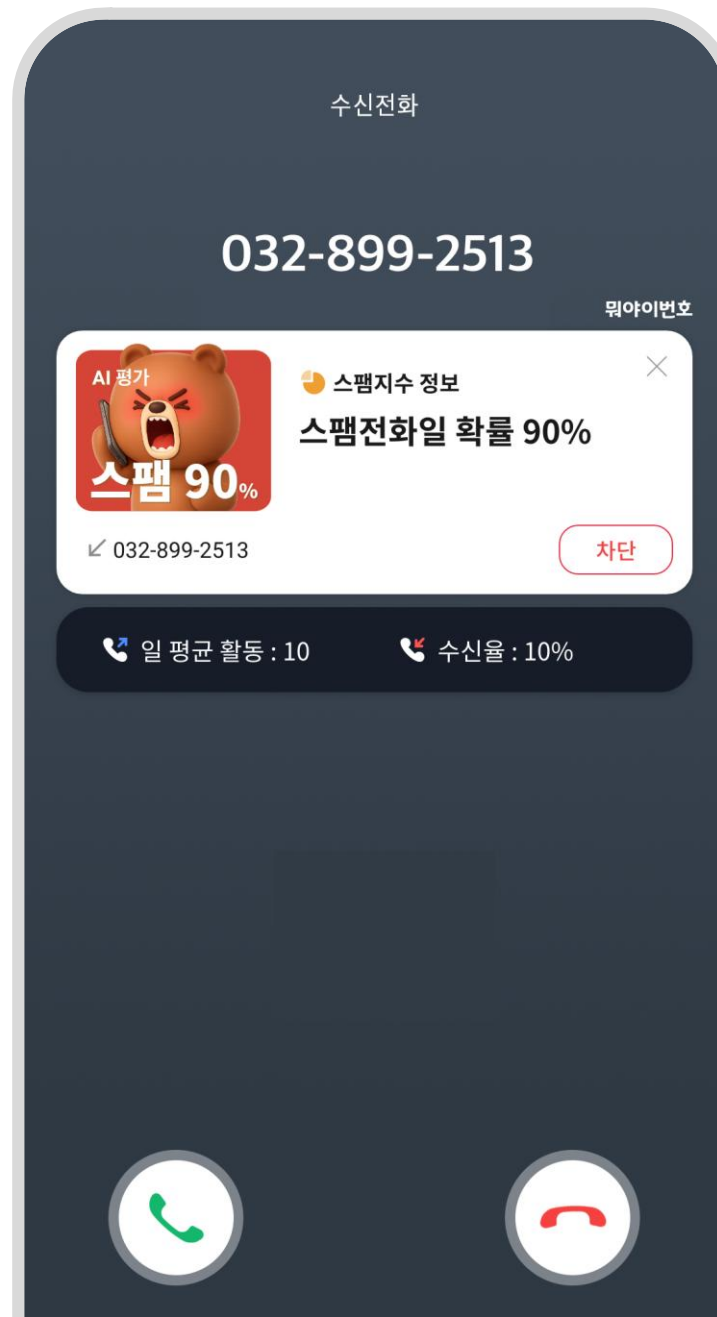 수신전화
032-899-2513
뭐야이번호
AI 평가
스팸 90%
스팸지수 정보
스팸전화일 확률 90%
032-899-2513
차단
일 평균 활동 : 10
수신율 : 10%